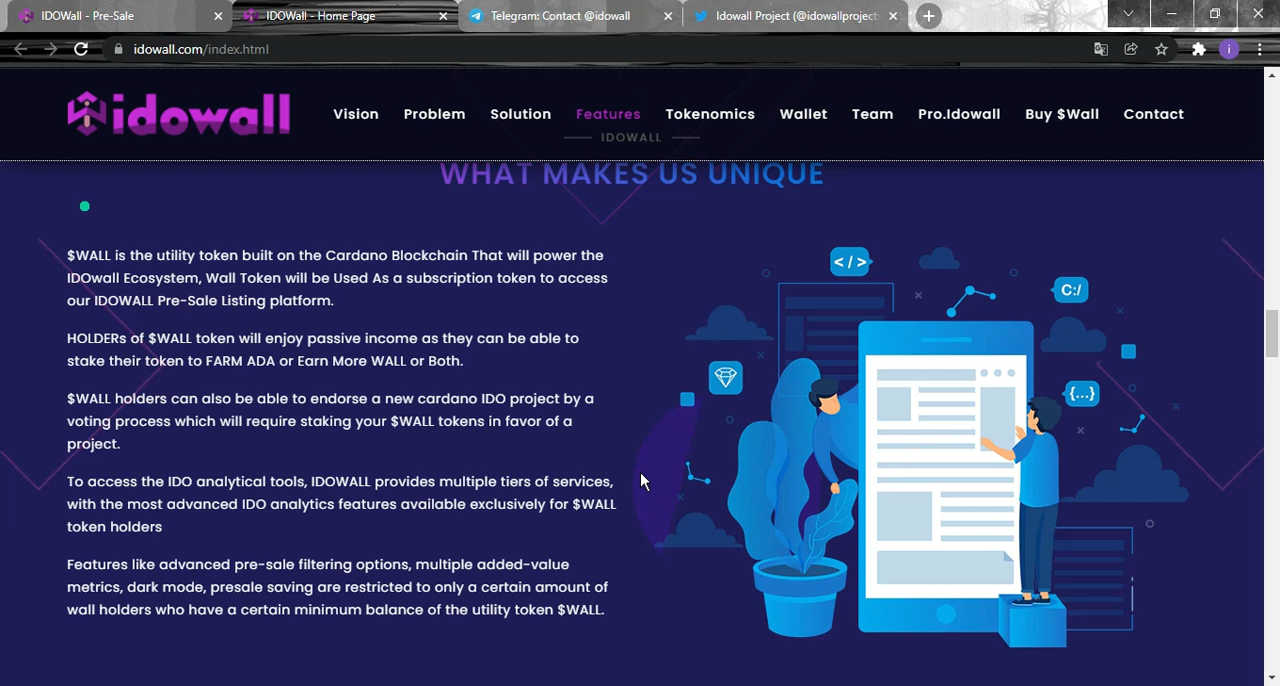 IDOWall - Pre-Sale
IDOWall - Home Page
Telegram: Contact @idowall
Idowall Project (@idowallprojects
idowall.com/index.html
i
idowall
Vision
Problem
Solution
Features
Tokenomics
Wallet
Team
Pro.Idowall
Buy $Wall
Contact
IDOWALL
WHAT MAKES US UNIQUE
$WALL is the utility token built on the Cardano Blockchain That will power the
IDOwall Ecosystem, Wall Token will be Used As a subscription token to access
our IDOWALL Pre-Sale Listing platform.
HOLDERs of $WALL token will enjoy passive income as they can be able to
stake their token to FARM ADA or Earn More WALL or Both.
$WALL holders can also be able to endorse a new cardano IDO project by a
voting process which will require staking your $WALL tokens in favor of a
project.
To access the IDO analytical tools, IDOWALL provides multiple tiers of services,
with the most advanced IDO analytics features available exclusively for $WALL
token holders
Features like advanced pre-sale filtering options, multiple added-value
metrics, dark mode, presale saving are restricted to only a certain amount of
wall holders who have a certain minimum balance of the utility token $WALL.
</>
C:/
{...}